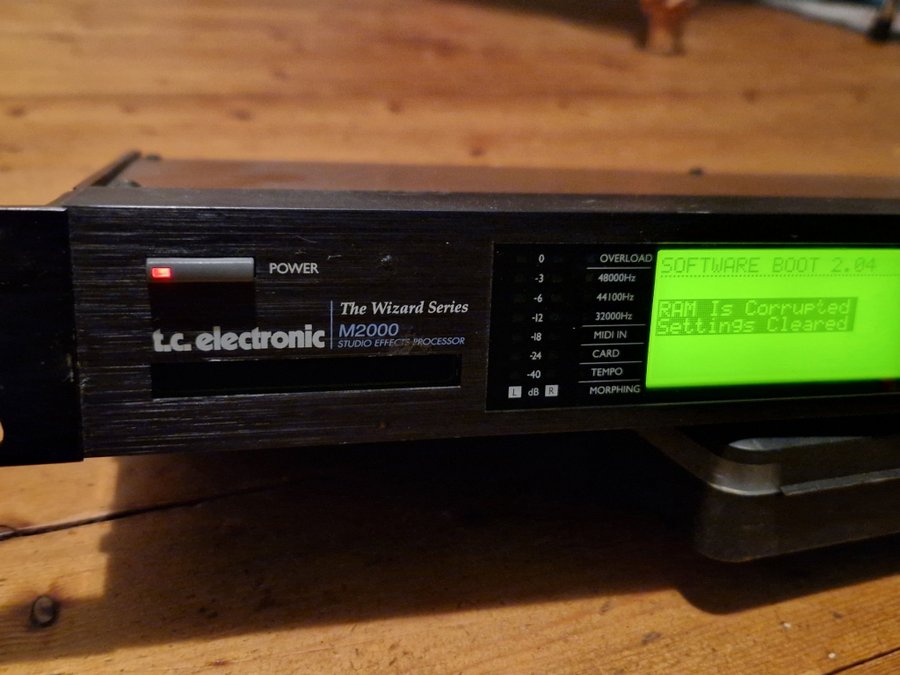 POWER
t.c. electronic
The Wizard Series
M2000
STUDIO EFFECTS PROCESSOR
0
-3
-6
-12
-18
-24
-40
L dB R
OVERLOAD
48000Hz
44100Hz
32000Hz
MIDI IN
CARD
TEMPO
MORPHING
SOFTWARE BOOT 2.04
RAM Is Corrupted
Settings Cleared